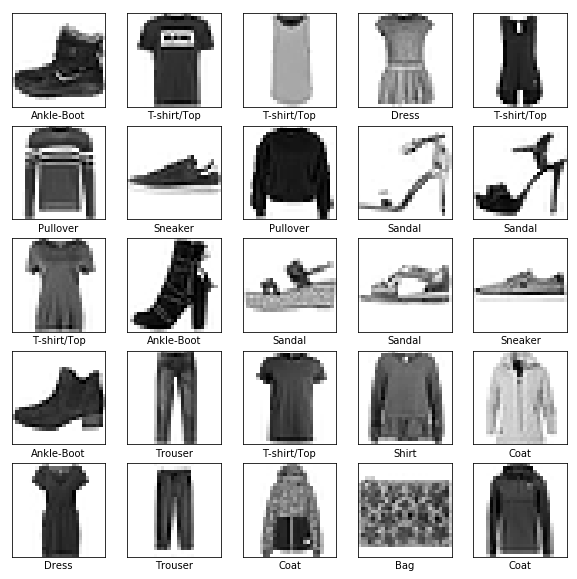 Ankle-Boot
T-shirt/Top
T-shirt/Top
Dress
T-shirt/Top
Pullover
Sneaker
Pullover
Sandal
Sandal
T-shirt/Top
Ankle-Boot
Sandal
Sandal
Sneaker
Ankle-Boot
Trouser
T-shirt/Top
Shirt
Coat
Dress
Trouser
Coat
Bag
Coat